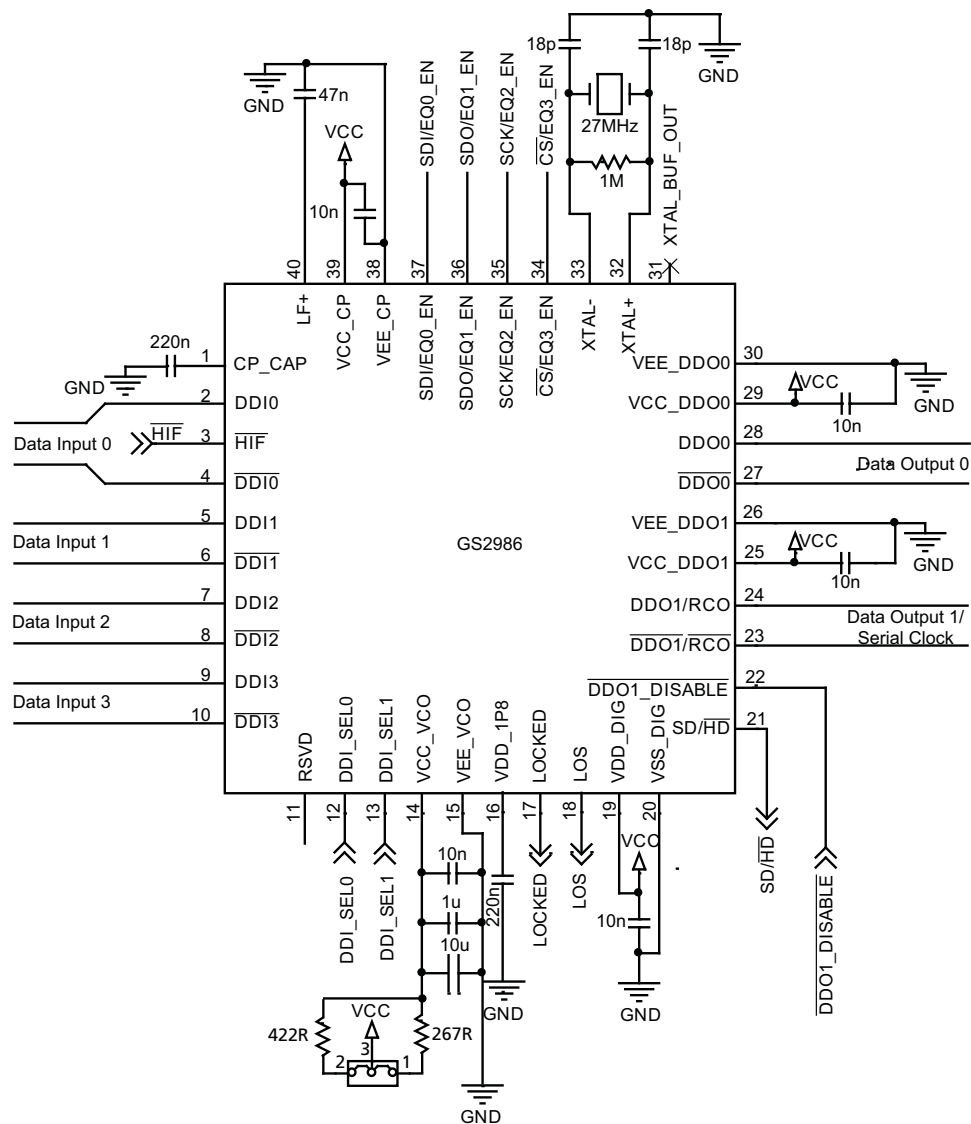 18p
18p
GND
GND
47n
VCC
10n
SDI/EQ0_EN
SDO/EQ1_EN
SCK/EQ2_EN
CS/EQ3_EN
27MHz
1M
XTAL_BUF_OUT
40
39
38
37
36
35
34
33
32
31
LF+
VCC_CP
VEE_CP
SDI/EQ0_EN
SDO/EQ1_EN
SCK/EQ2_EN
CS/EQ3_EN
XTAL-
XTAL+
220n
GND
1
CP_CAP
2
DDI0
Data Input 0
HIF
3
HIF
4
DDI0
5
DDI1
Data Input 1
6
DDI1
7
DDI2
Data Input 2
8
DDI2
9
DDI3
Data Input 3
10
DDI3
GS2986
VEE_DDO0
30
VCC
GND
VCC_DDO0
29
10n
DDO0
28
Data Output 0
DDO0
27
VEE_DDO1
26
VCC
GND
VCC_DDO1
25
10n
DDO1/RCO
24
Data Output 1/
Serial Clock
DDO1/RCO
23
DDO1_DISABLE
22
SD/HD
21
RSVD
DDI_SEL0
DDI_SEL1
VCC_VCO
VEE_VCO
VDD_1P8
LOCKED
LOS
VDD_DIG
VSS_DIG
11
12
13
14
15
16
17
18
19
20
DDI_SEL0
DDI_SEL1
10n
1u
10u
220n
GND
LOCKED
LOS
VCC
10n
GND
SD/HD
DDO1_DISABLE
422R
VCC
267R
2
3
1
GND